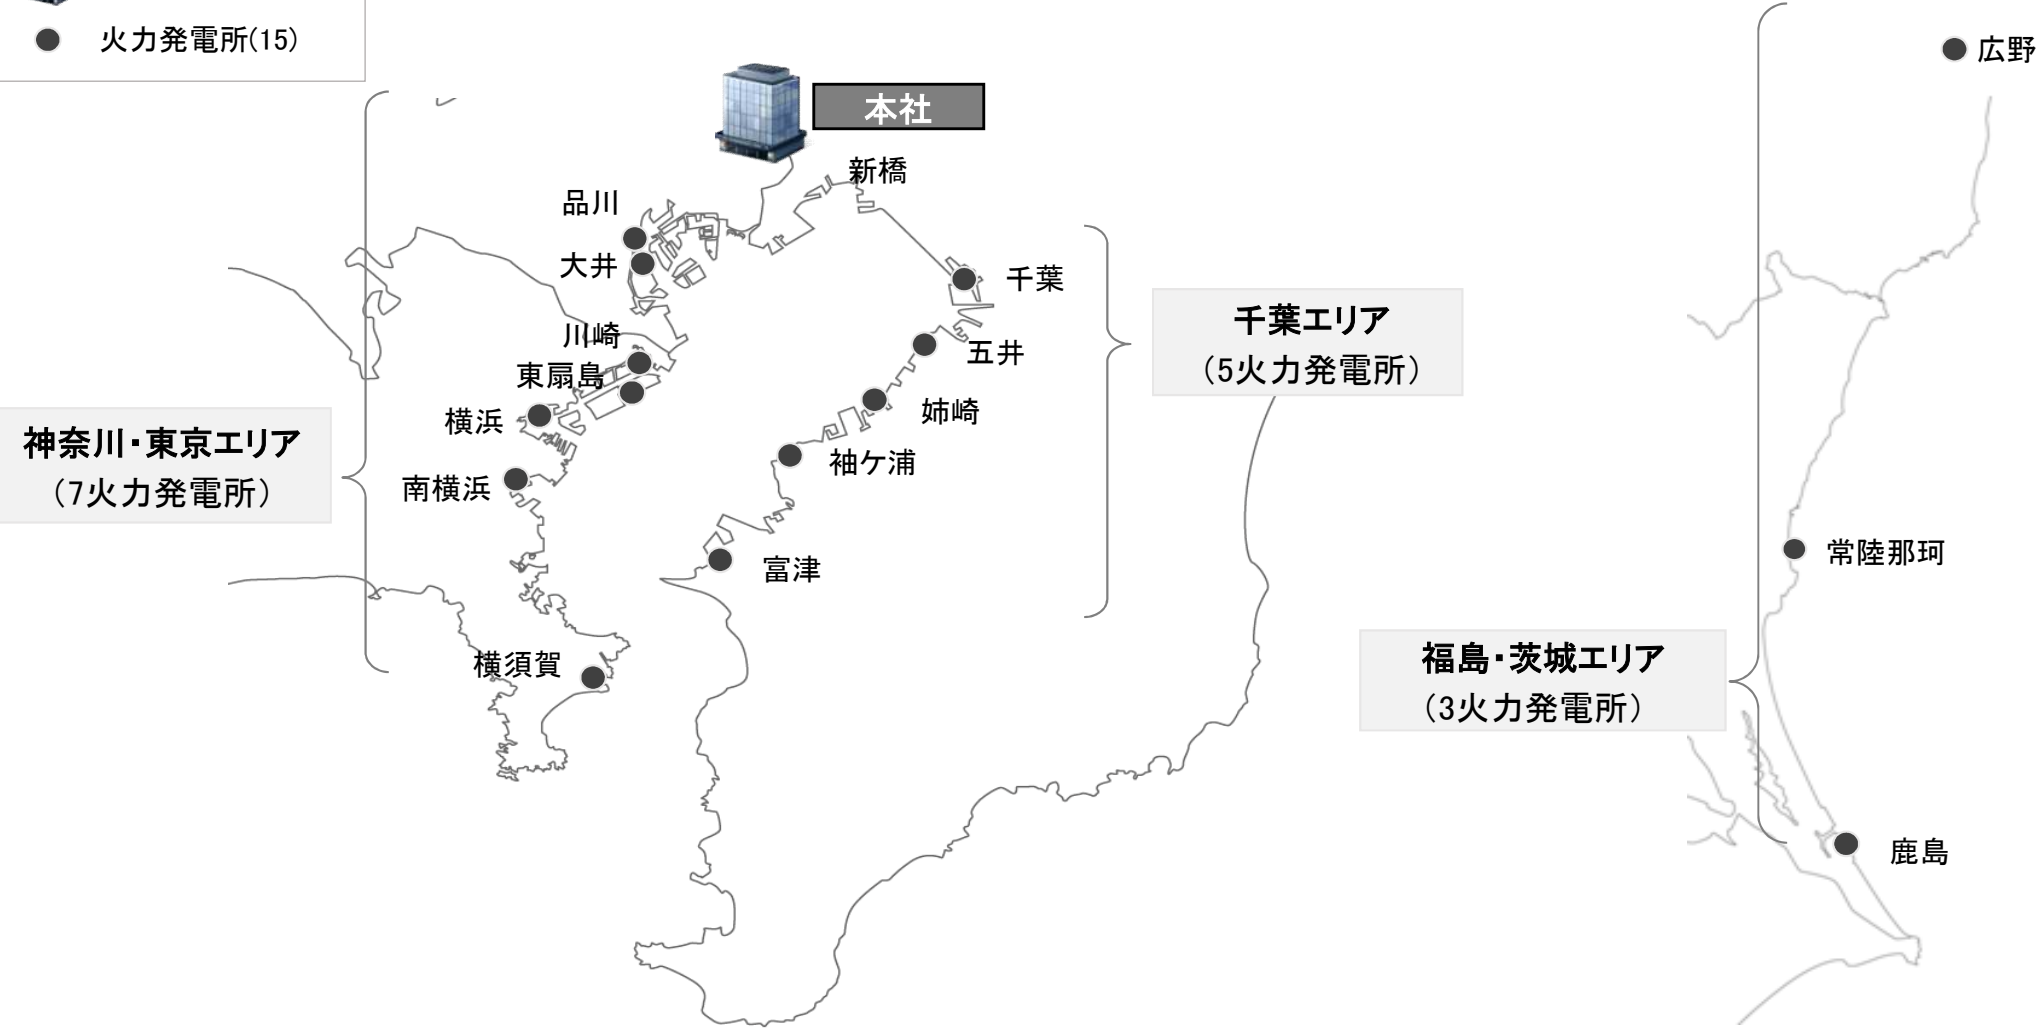 火力発電所(15)
広野
本社
新橋
品川
大井
千葉
川崎
五井
千葉エリア
（5火力発電所）
東扇島
横浜
姉崎
神奈川・東京エリア
（7火力発電所）
袖ケ浦
南横浜
富津
常陸那珂
横須賀
福島・茨城エリア
（3火力発電所）
鹿島